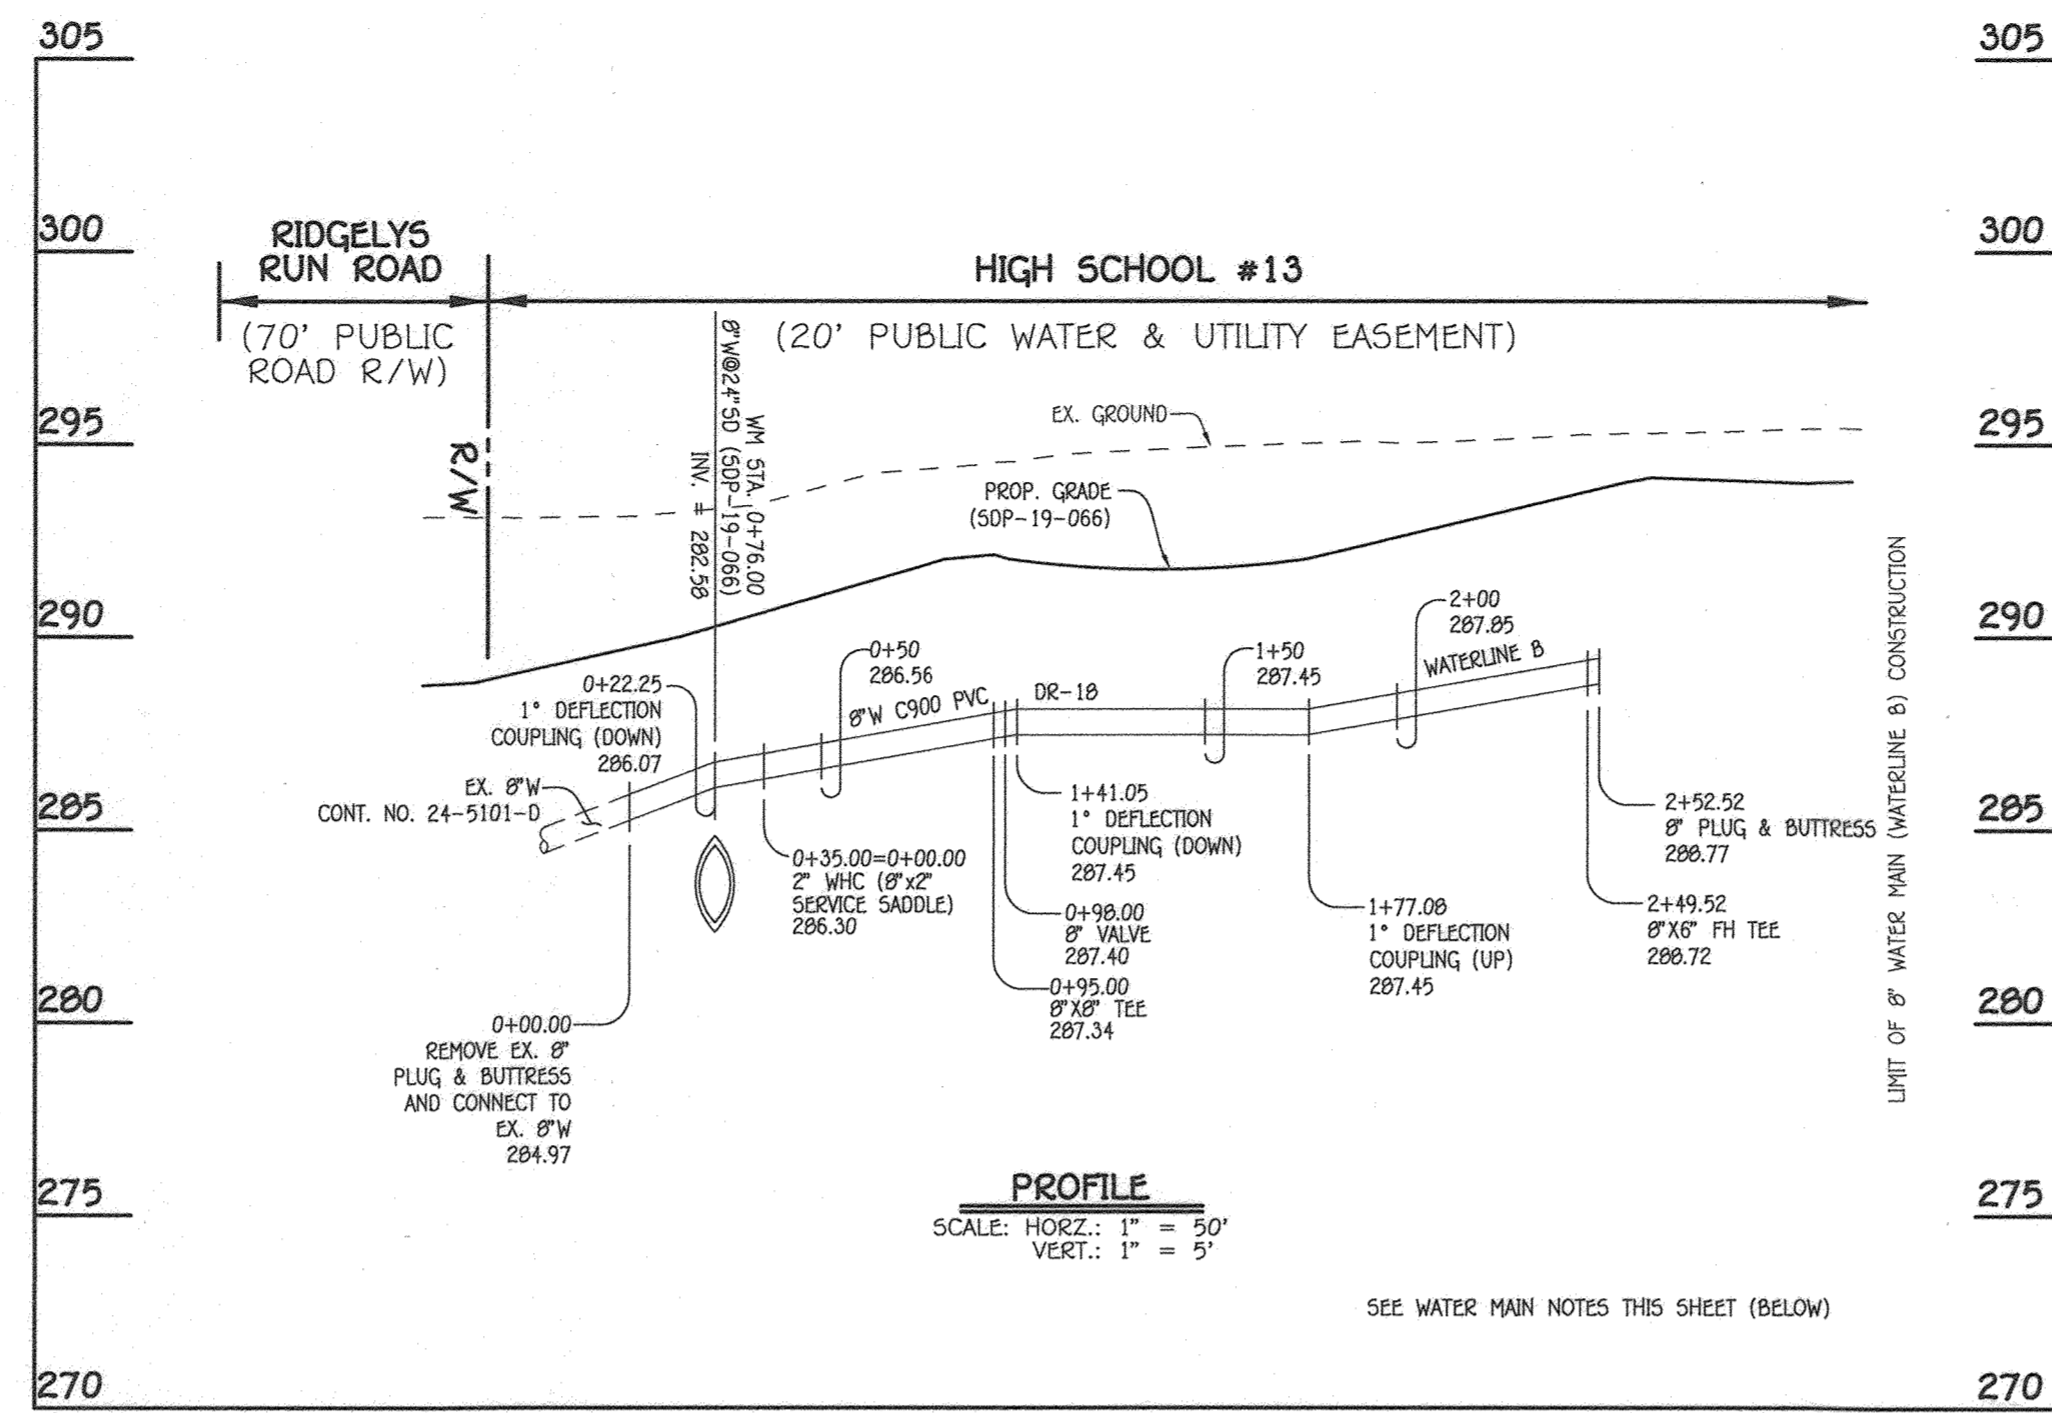 305
305
300
300
RIDGELYS
RUN ROAD
(70' PUBLIC
ROAD R/W)
HIGH SCHOOL #13
(20' PUBLIC WATER & UTILITY EASEMENT)
295
295
R/W
WM STA. 0+76.00
8"W@24"SD (SDP-19-066)
INV. = 282.58
EX. GROUND
PROP. GRADE
(SDP-19-066)
290
290
0+22.25
1° DEFLECTION
COUPLING (DOWN)
286.07
0+50
286.56
8"W C900 PVC
DR-18
1+50
287.45
2+00
287.85
WATERLINE B
EX. 8"W
CONT. NO. 24-5101-D
285
285
0+35.00=0+00.00
2" WHC (8"x2"
SERVICE SADDLE)
286.30
1+41.05
1° DEFLECTION
COUPLING (DOWN)
287.45
0+98.00
8" VALVE
287.40
0+95.00
8"X8" TEE
287.34
1+77.08
1° DEFLECTION
COUPLING (UP)
287.45
2+52.52
8" PLUG & BUTTRESS
288.77
2+49.52
8"X6" FH TEE
288.72
LIMIT OF 8" WATER MAIN (WATERLINE B) CONSTRUCTION
280
280
0+00.00
REMOVE EX. 8"
PLUG & BUTTRESS
AND CONNECT TO
EX. 8"W
284.97
275
275
PROFILE
SCALE: HORZ.: 1" = 50'
VERT.: 1" = 5'
SEE WATER MAIN NOTES THIS SHEET (BELOW)
270
270